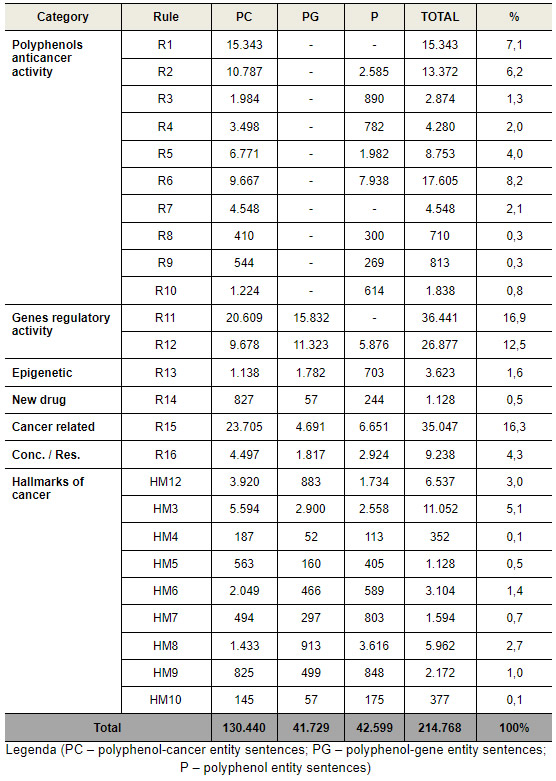 Category Rule PC PG P TOTAL %
Polyphenols anticancer activity R1 15.343 - - 15.343 7,1
R2 10.787 - 2.585 13.372 6,2
R3 1.984 - 890 2.874 1,3
R4 3.498 - 782 4.280 2,0
R5 6.771 - 1.982 8.753 4,0
R6 9.667 - 7.938 17.605 8,2
R7 4.548 - - 4.548 2,1
R8 410 - 300 710 0,3
R9 544 - 269 813 0,3
R10 1.224 - 614 1.838 0,8
Genes regulatory activity R11 20.609 15.832 - 36.441 16,9
R12 9.678 11.323 5.876 26.877 12,5
Epigenetic R13 1.138 1.782 703 3.623 1,6
New drug R14 827 57 244 1.128 0,5
Cancer related R15 23.705 4.691 6.651 35.047 16,3
Conc. / Res. R16 4.497 1.817 2.924 9.238 4,3
Hallmarks of cancer HM12 3.920 883 1.734 6.537 3,0
HM3 5.594 2.900 2.558 11.052 5,1
HM4 187 52 113 352 0,1
HM5 563 160 405 1.128 0,5
HM6 2.049 466 589 3.104 1,4
HM7 494 297 803 1.594 0,7
HM8 1.433 913 3.616 5.962 2,7
HM9 825 499 848 2.172 1,0
HM10 145 57 175 377 0,1
Total 130.440 41.729 42.599 214.768 100%
Legenda (PC – polyphenol-cancer entity sentences; PG – polyphenol-gene entity sentences;
P – polyphenol entity sentences)